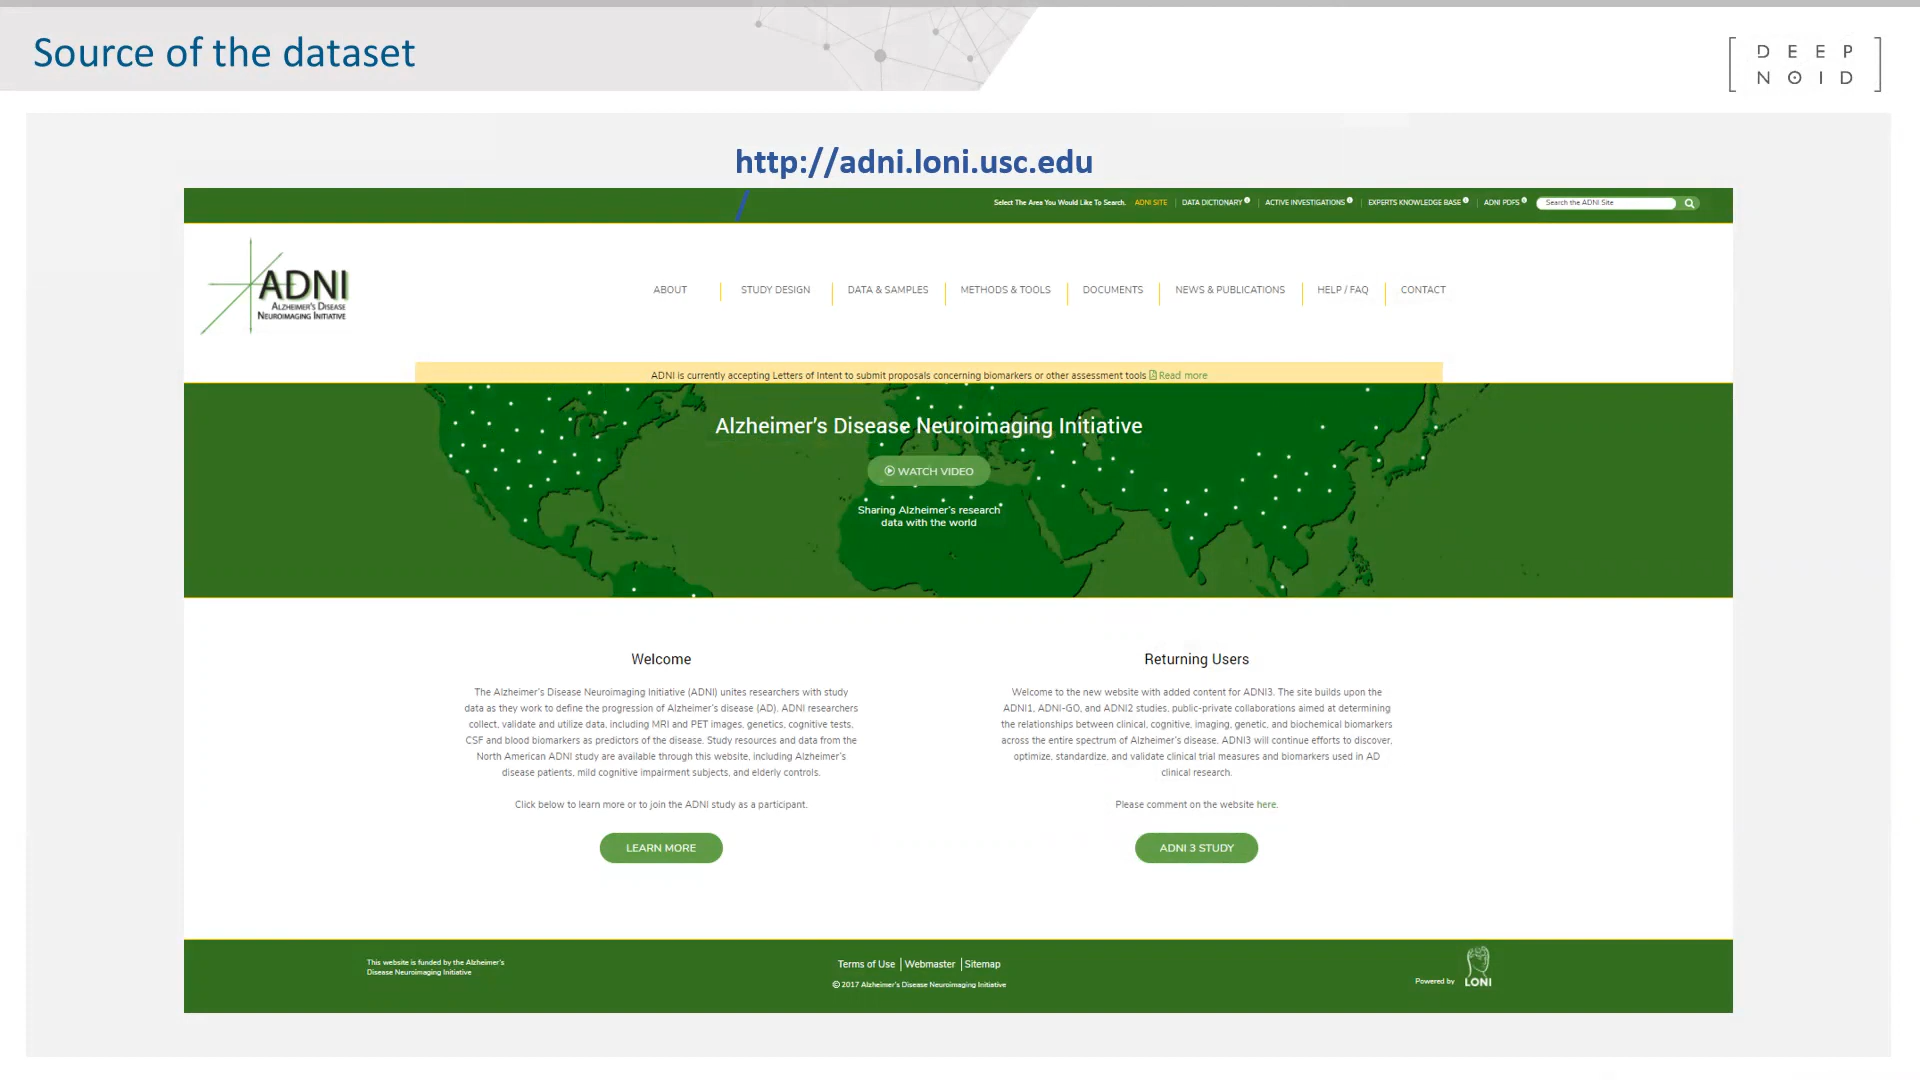 Source of the dataset
DEEP
NOID
http://adni.loni.usc.edu
/
Select The Area You Would Like To Search. ADNI SITE DATA DICTIONARY ACTIVE INVESTIGATIONS EXPERTS KNOWLEDGE BASE ADNI PDFS Search the ADNI Site
ADNI
ALZHEIMER'S DISEASE
NEUROIMAGING INITIATIVE
ABOUT STUDY DESIGN DATA & SAMPLES METHODS & TOOLS DOCUMENTS NEWS & PUBLICATIONS HELP / FAQ CONTACT
ADNI is currently accepting Letters of Intent to submit proposals concerning biomarkers or other assessment tools Read more
Alzheimer's Disease Neuroimaging Initiative
WATCH VIDEO
Sharing Alzheimer's research
data with the world
Welcome
The Alzheimer's Disease Neuroimaging Initiative (ADNI) unites researchers with study
data as they work to define the progression of Alzheimer's disease (AD). ADNI researchers
collect, validate and utilize data, including MRI and PET images, genetics, cognitive tests,
CSF and blood biomarkers as predictors of the disease. Study resources and data from the
North American ADNI study are available through this website, including Alzheimer's
disease patients, mild cognitive impairment subjects, and elderly controls.
Click below to learn more or to join the ADNI study as a participant.
LEARN MORE
Returning Users
Welcome to the new website with added content for ADNI3. The site builds upon the
ADNI1, ADNI-GO, and ADNI2 studies, public-private collaborations aimed at determining
the relationships between clinical, cognitive, imaging, genetic, and biochemical biomarkers
across the entire spectrum of Alzheimer's disease. ADNI3 will continue efforts to discover,
optimize, standardize, and validate clinical trial measures and biomarkers used in AD
clinical research.
Please comment on the website here.
ADNI 3 STUDY
This website is funded by the Alzheimer's
Disease Neuroimaging Initiative
Terms of Use | Webmaster | Sitemap
© 2017 Alzheimer's Disease Neuroimaging Initiative
Powered by LONI